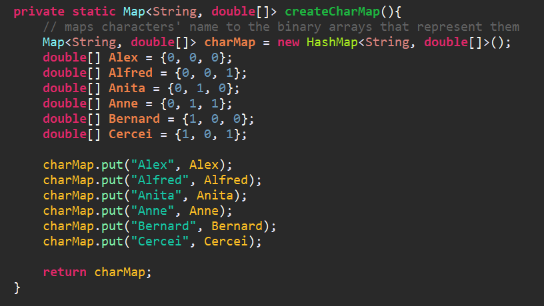 private static Map<String, double[]> createCharMap(){
// maps characters' name to the binary arrays that represent them
Map<String, double[]> charMap = new HashMap<String, double[]>();
double[] Alex = {0, 0, 0};
double[] Alfred = {0, 0, 1};
double[] Anita = {0, 1, 0};
double[] Anne = {0, 1, 1};
double[] Bernard = {1, 0, 0};
double[] Cercei = {1, 0, 1};
charMap.put("Alex", Alex);
charMap.put("Alfred", Alfred);
charMap.put("Anita", Anita);
charMap.put("Anne", Anne);
charMap.put("Bernard", Bernard);
charMap.put("Cercei", Cercei);
return charMap;
}